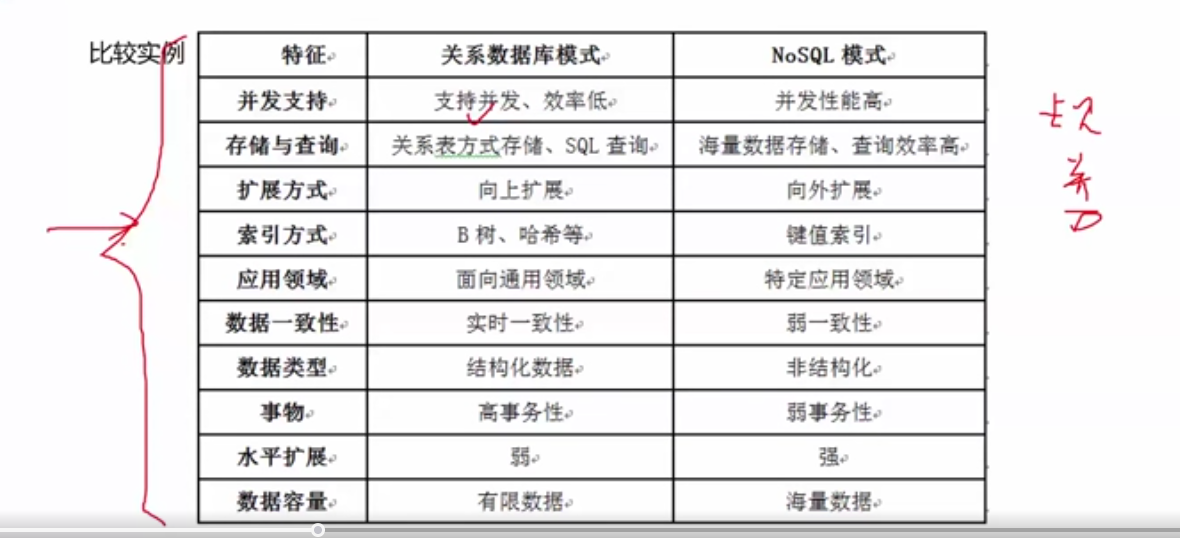 比较实例
特征 关系数据库模式 NoSQL 模式
并发支持 支持并发、效率低 并发性能高
存储与查询 关系表方式存储、SQL 查询 海量数据存储、查询效率高
扩展方式 向上扩展 向外扩展
索引方式 B 树、哈希等 键值索引
应用领域 面向通用领域 特定应用领域
数据一致性 实时一致性 弱一致性
数据类型 结构化数据 非结构化
事物 高事务性 弱事务性
水平扩展 弱 强
数据容量 有限数据 海量数据